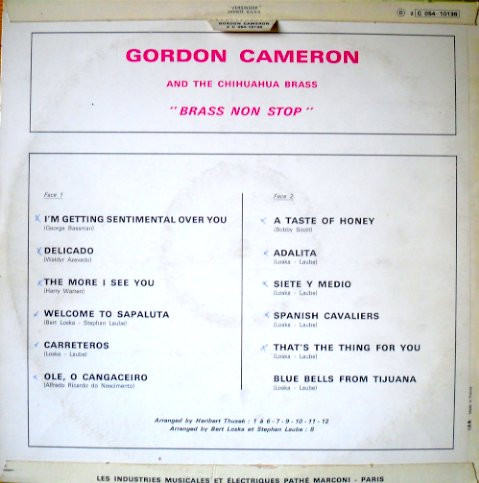 GORDON CAMERON
2 C 054-10136
GORDON CAMERON
AND THE CHIHUAHUA BRASS
"BRASS NON STOP"
Face 1
I'M GETTING SENTIMENTAL OVER YOU
(George Bassman)
DELICADO
(Waldyr Azevedo)
THE MORE I SEE YOU
(Harry Warren)
WELCOME TO SAPALUTA
(Bert Loska - Stephan Laube)
CARRETEROS
(Loska - Laube)
OLE, O CANGACEIRO
(Alfredo Ricardo do Nascimento)
Face 2
A TASTE OF HONEY
(Bobby Scott)
ADALITA
(Loska - Laube)
SIETE Y MEDIO
(Loska - Laube)
SPANISH CAVALIERS
(Loska - Laube)
THAT'S THE THING FOR YOU
(Loska - Laube)
BLUE BELLS FROM TIJUANA
(Loska - Laube)
Arranged by Heribert Thusek : 1 à 6 - 7 - 9 - 10 - 11 - 12
Arranged by Bert Loska et Stephan Laube : 8
LES INDUSTRIES MUSICALES ET ÉLECTRIQUES PATHÉ MARCONI - PARIS